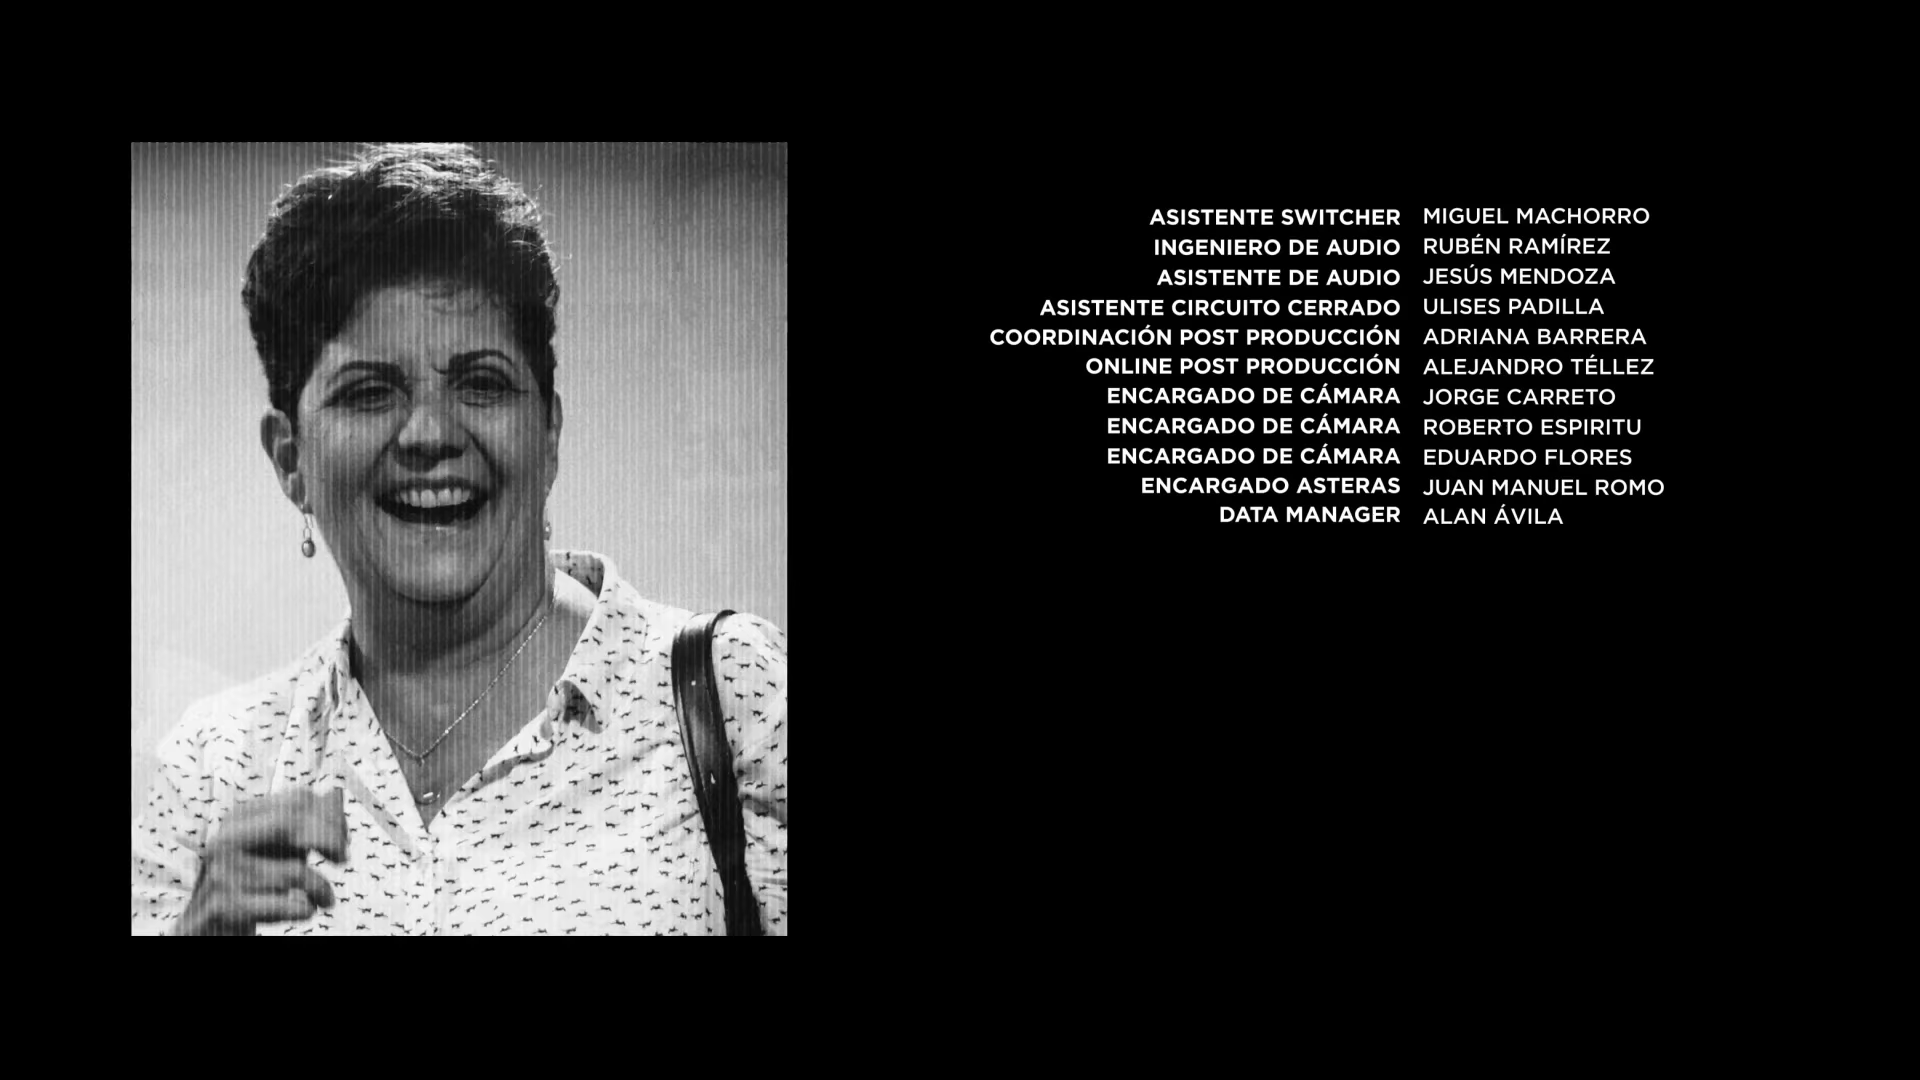 ASISTENTE SWITCHER MIGUEL MACHORRO
INGENIERO DE AUDIO RUBÉN RAMÍREZ
ASISTENTE DE AUDIO JESÚS MENDOZA
ASISTENTE CIRCUITO CERRADO ULISES PADILLA
COORDINACIÓN POST PRODUCCIÓN ADRIANA BARRERA
ONLINE POST PRODUCCIÓN ALEJANDRO TÉLLEZ
ENCARGADO DE CÁMARA JORGE CARRETO
ENCARGADO DE CÁMARA ROBERTO ESPIRITU
ENCARGADO DE CÁMARA EDUARDO FLORES
ENCARGADO ASTERAS JUAN MANUEL ROMO
DATA MANAGER ALAN ÁVILA